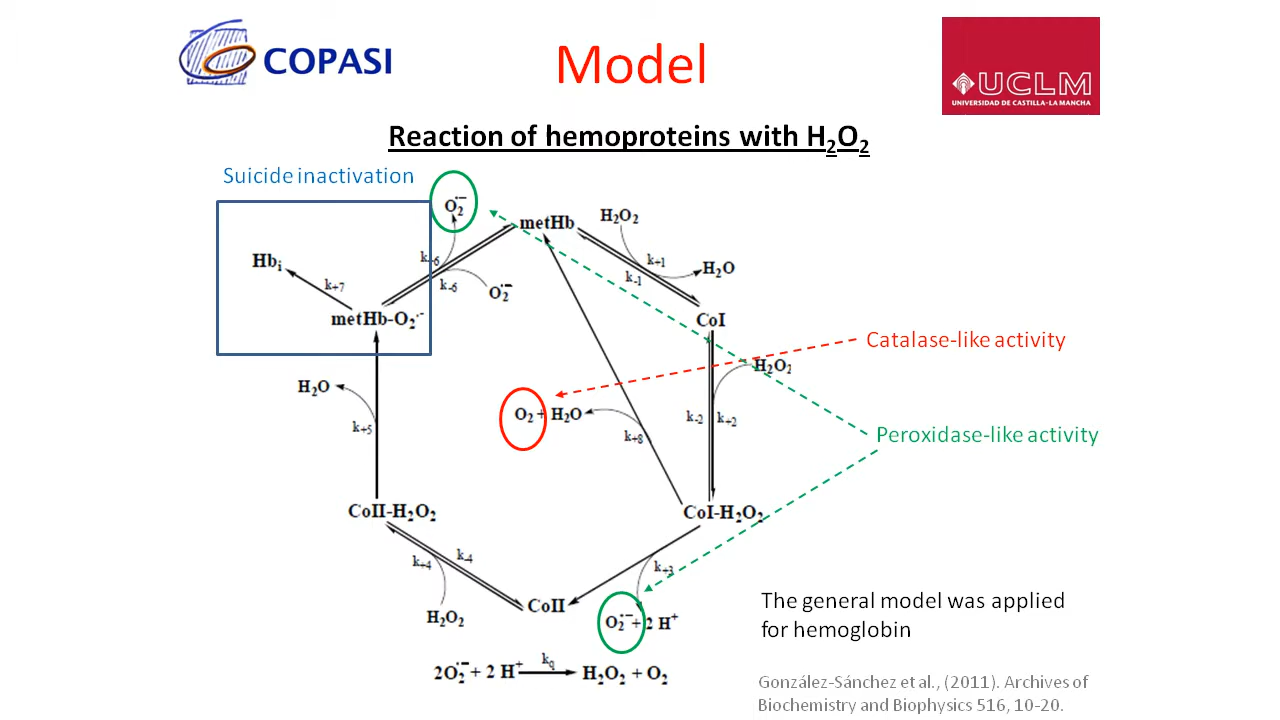 COPASI
Model
UCLM
UNIVERSIDAD DE CASTILLA-LA MANCHA
Reaction of hemoproteins with H₂O₂
Suicide inactivation
O₂•−
metHb
H₂O₂
Hbᵢ
k+6
k+1
H₂O
k-1
k+7
k-6
O₂•−
metHb-O₂•−
CoI
Catalase-like activity
H₂O₂
H₂O
O₂ + H₂O
k-2
k+2
k+5
k+8
Peroxidase-like activity
CoII-H₂O₂
CoI-H₂O₂
k-4
k+4
k+3
CoII
H₂O₂
O₂•− + 2 H⁺
The general model was applied
for hemoglobin
2O₂•− + 2 H⁺ k₉ H₂O₂ + O₂
González-Sánchez et al., (2011). Archives of
Biochemistry and Biophysics 516, 10-20.